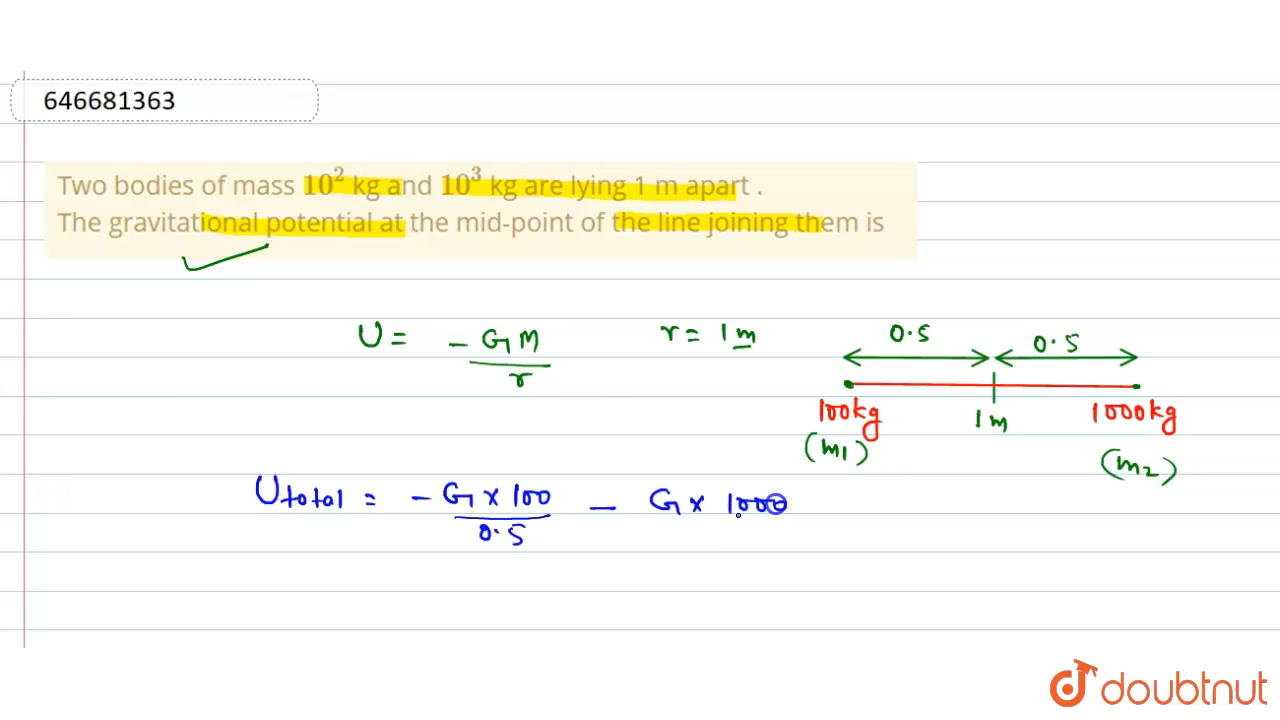 646681363
Two bodies of mass 10² kg and 10³ kg are lying 1 m apart .
The gravitational potential at the mid-point of the line joining them is
U = - GM / r
r = 1 m
0.5 0.5
100kg 1m 1000kg
(m1) (m2)
U total = - G × 100 / 0.5 - G × 1000
doubtnut